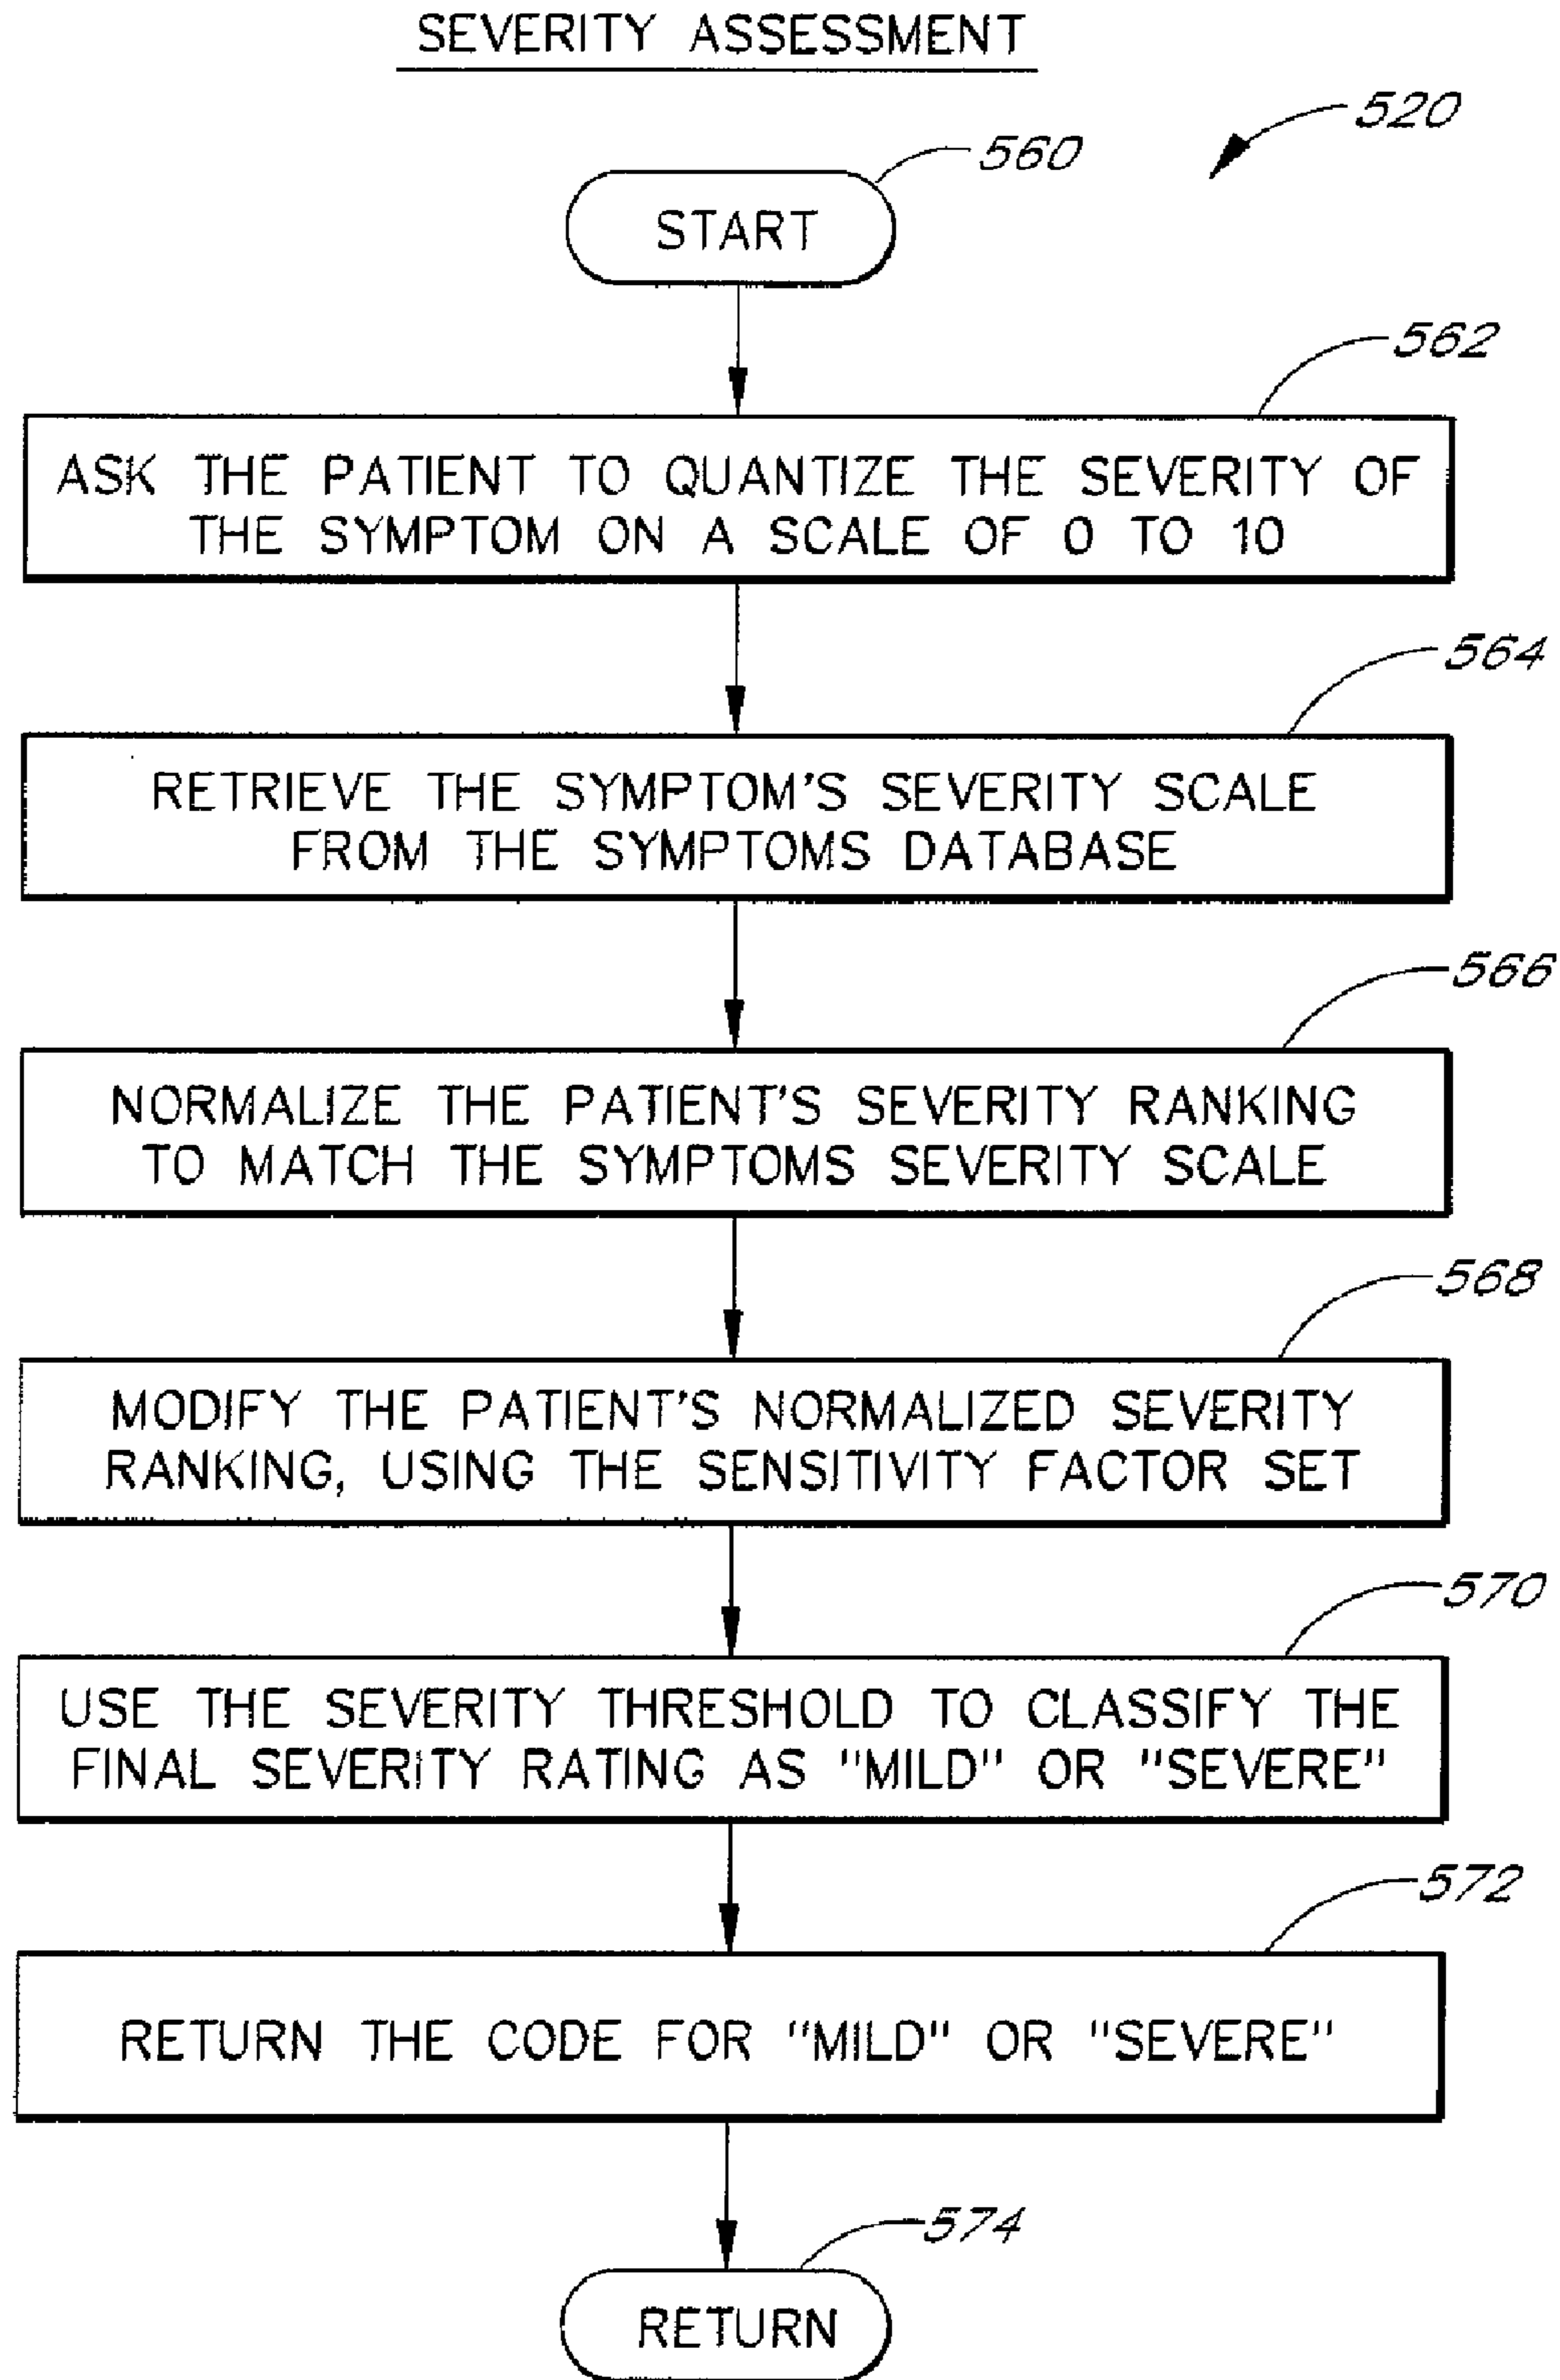 SEVERITY ASSESSMENT
520
560
START
562
ASK THE PATIENT TO QUANTIZE THE SEVERITY OF
THE SYMPTOM ON A SCALE OF 0 TO 10
564
RETRIEVE THE SYMPTOM'S SEVERITY SCALE
FROM THE SYMPTOMS DATABASE
566
NORMALIZE THE PATIENT'S SEVERITY RANKING
TO MATCH THE SYMPTOMS SEVERITY SCALE
568
MODIFY THE PATIENT'S NORMALIZED SEVERITY
RANKING, USING THE SENSITIVITY FACTOR SET
570
USE THE SEVERITY THRESHOLD TO CLASSIFY THE
FINAL SEVERITY RATING AS "MILD" OR "SEVERE"
572
RETURN THE CODE FOR "MILD" OR "SEVERE"
574
RETURN